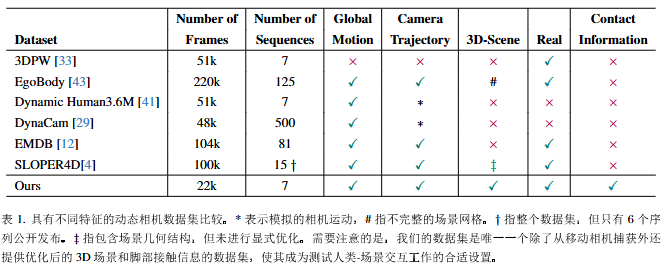 Dataset Number of Frames Number of Sequences Global Motion Camera Trajectory 3D-Scene Real Contact Information
3DPW [33] 51k 7 × × × ✓ ×
EgoBody [43] 220k 125 ✓ ✓ # ✓ ×
Dynamic Human3.6M [41] 51k 7 ✓ * × × ×
DynaCam [29] 48k 500 ✓ * × × ×
EMDB [12] 104k 81 ✓ ✓ × ✓ ×
SLOPER4D[4] 100k 15 † ✓ ✓ ‡ ✓ ×
Ours 22k 7 ✓ ✓ ✓ ✓ ✓
表 1. 具有不同特征的动态相机数据集比较。* 表示模拟的相机运动，# 指不完整的场景网格。† 指整个数据集，但只有 6 个序
列公开发布。‡ 指包含场景几何结构，但未进行显式优化。需要注意的是，我们的数据是唯一一个除了从移动相机捕获外还
提供优化后的 3D 场景和脚部接触信息的数据集，使其成为测试人类-场景交互工作的合适设置。